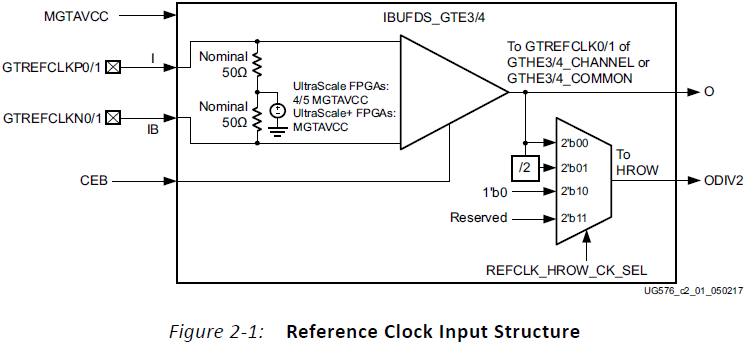 MGTAVCC
IBUFDS_GTE3/4
GTREFCLKP0/1
I
Nominal
50Ω
To GTREFCLK0/1 of
GTHE3/4_CHANNEL or
GTHE3/4_COMMON
UltraScale FPGAs:
4/5 MGTAVCC
UltraScale+ FPGAs:
MGTAVCC
O
GTREFCLKN0/1
IB
Nominal
50Ω
2'b00
To
HROW
/2
2'b01
CEB
1'b0
2'b10
ODIV2
Reserved
2'b11
REFCLK_HROW_CK_SEL
UG576_c2_01_050217
Figure 2-1: Reference Clock Input Structure